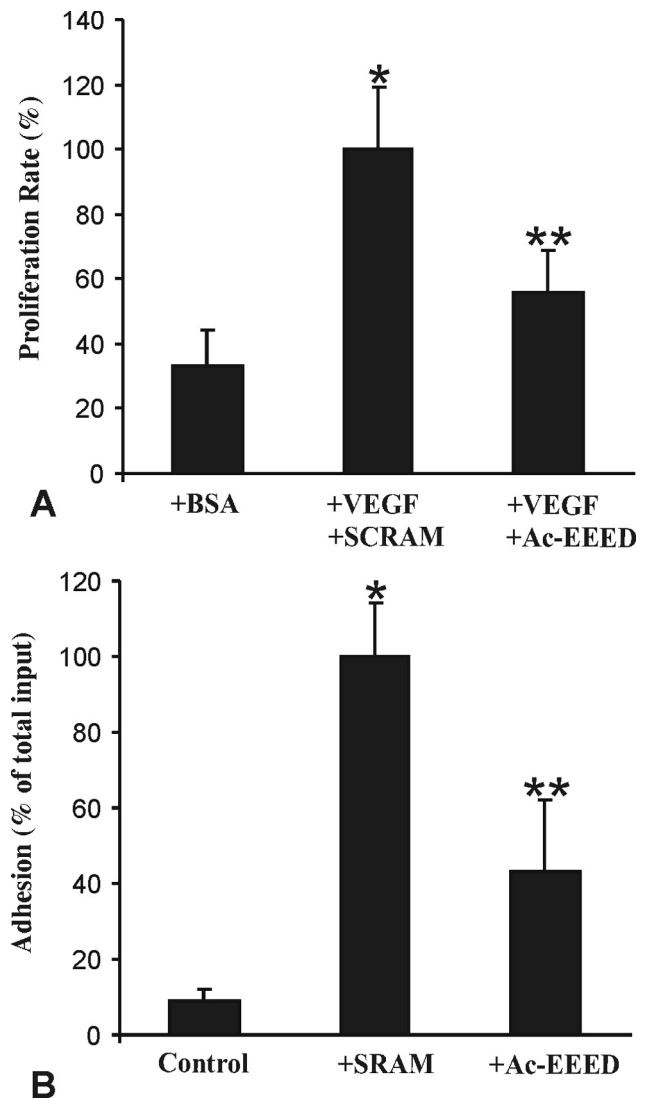 Proliferation Rate (%)
140
120
100
80
60
40
20
0
*
**
+BSA
+VEGF
+SCRAM
+VEGF
+Ac-EEED
A
Adhesion (% of total input)
120
100
80
60
40
20
0
*
**
Control
+SRAM
+Ac-EEED
B